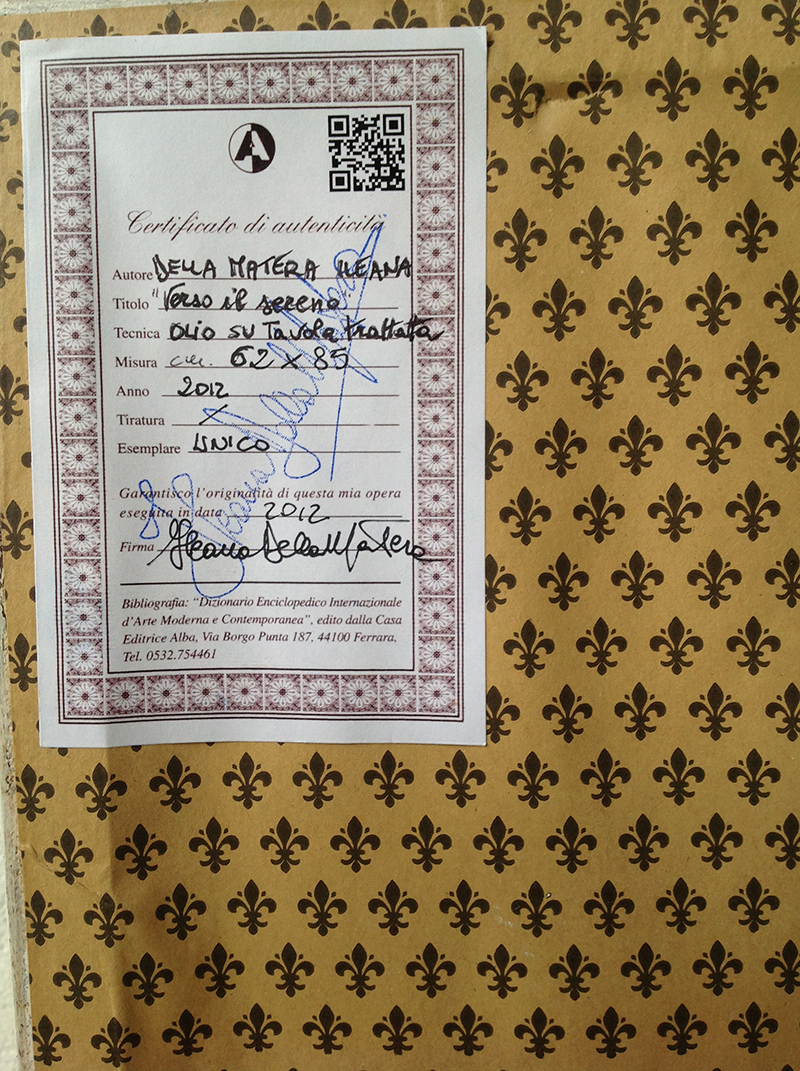 Certificato di autenticità
Autore DELLA MATERA ILEANA
Titolo "Verso il sereno"
Tecnica OLIO SU TavOLa trattata
Misura cm. 62 x 85
Anno 2012
Tiratura X
Esemplare UNICO
Garantisco l'originalità di questa mia opera
eseguita in data 2012
Firma Ileana Della Matera
Bibliografia: "Dizionario Enciclopedico Internazionale
d'Arte Moderna e Contemporanea", edito dalla Casa
Editrice Alba, Via Borgo Punta 187, 44100 Ferrara,
Tel. 0532.754461